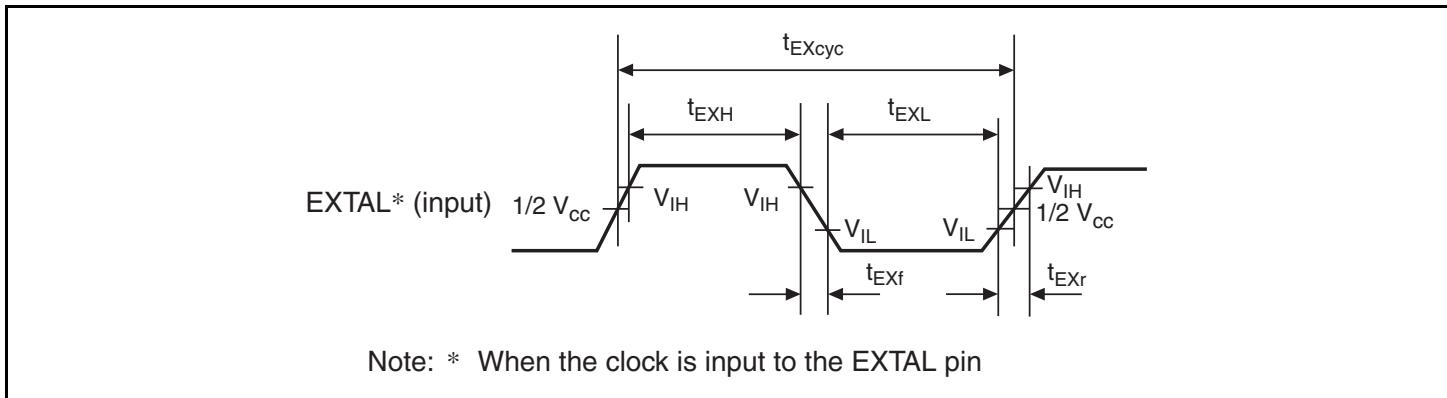 tEXcyc
tEXH
tEXL
EXTAL* (input)
1/2 Vcc
VIH
VIH
VIL
VIL
VIH
1/2 Vcc
tEXf
tEXr
Note: * When the clock is input to the EXTAL pin